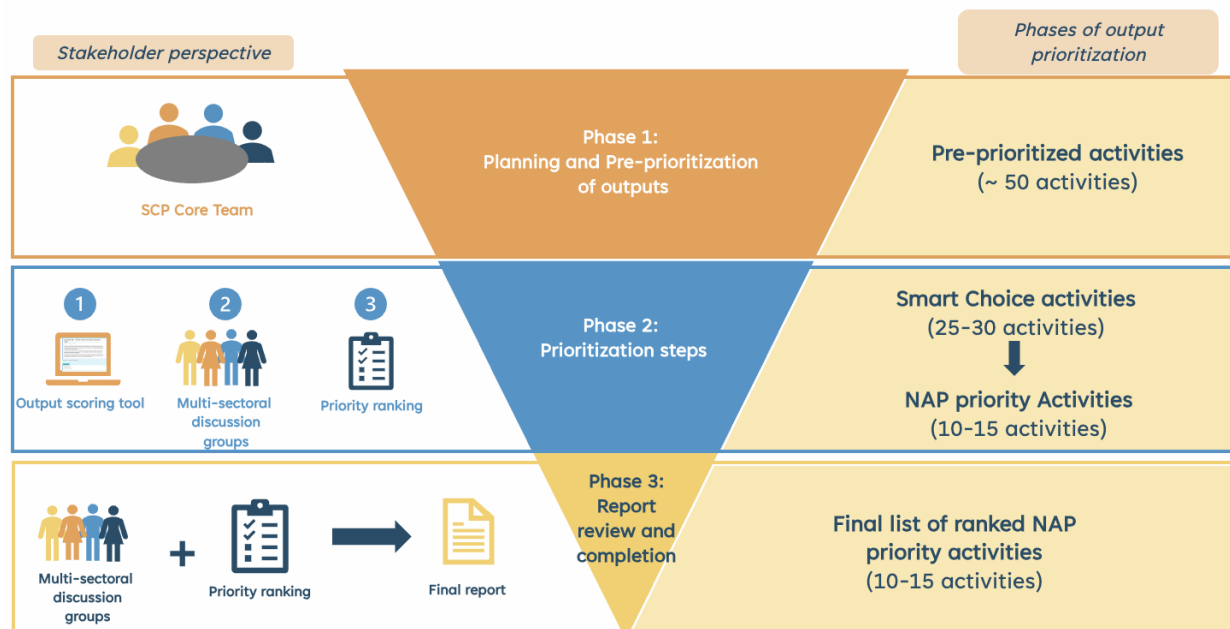 Stakeholder perspective
Phases of output
prioritization
SCP Core Team
Phase 1:
Planning and Pre-prioritization
of outputs
Pre-prioritized activities
(~ 50 activities)
1
2
3
Output scoring tool
Multi-sectoral
discussion
groups
Priority ranking
Phase 2:
Prioritization steps
Smart Choice activities
(25-30 activities)
NAP priority Activities
(10-15 activities)
Multi-sectoral
discussion
groups
+
Priority ranking
Final report
Phase 3:
Report
review and
completion
Final list of ranked NAP
priority activities
(10-15 activities)